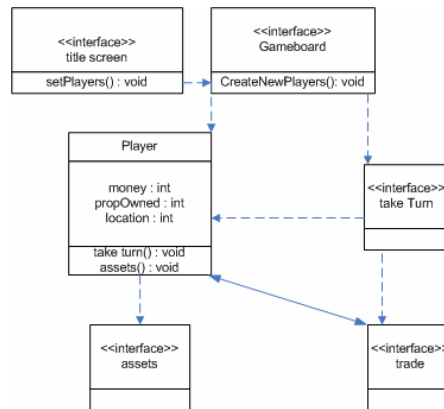 <<interface>>
title screen
setPlayers() : void
<<interface>>
Gameboard
CreateNewPlayers(): void
Player
money : int
propOwned : int
location : int
take turn() : void
assets() : void
<<interface>>
take Turn
<<interface>>
assets
<<interface>>
trade